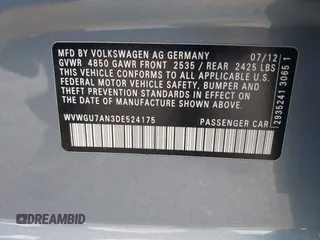 MFD BY VOLKSWAGEN AG GERMANY 07/12
GVWR 4850 GAWR FRONT 2535 / REAR 2425 LBS
THIS VEHICLE CONFORMS TO ALL APPLICABLE U.S.
FEDERAL MOTOR VEHICLE SAFETY, BUMPER, AND
THEFT PREVENTION STANDARDS IN EFFECT ON THE
DATE OF MANUFACTURE SHOWN ABOVE.
WVWGU7AN3DE524175 PASSENGER CAR
29352413065 1
DREAMBID